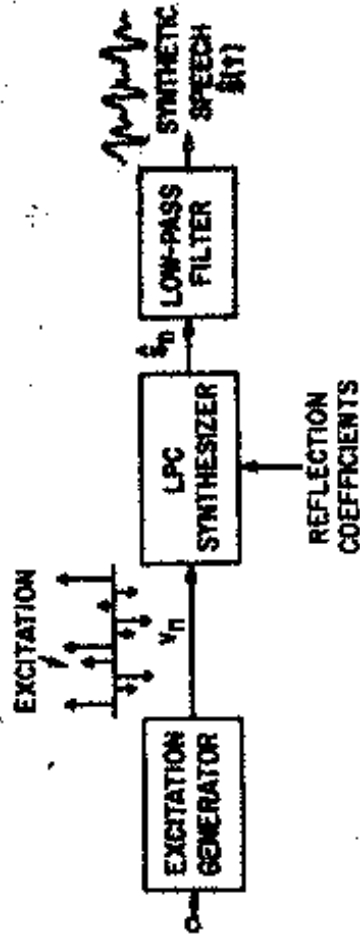 EXCITATION
GENERATOR
EXCITATION
Vn
LPC
SYNTHESIZER
REFLECTION
COEFFICIENTS
ŝn
LOW-PASS
FILTER
SYNTHETIC
SPEECH
ŝ(t)